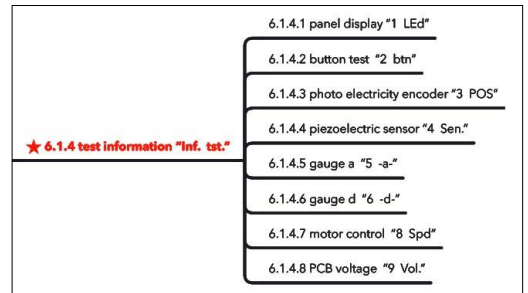 6.1.4.1 panel display "1 LEd"
6.1.4.2 button test "2 btn"
6.1.4.3 photo electricity encoder "3 POS"
6.1.4.4 piezoelectric sensor "4 Sen."
★ 6.1.4 test information "Inf. tst."
6.1.4.5 gauge a "5 -a-"
6.1.4.6 gauge d "6 -d-"
6.1.4.7 motor control "8 Spd"
6.1.4.8 PCB voltage "9 Vol."